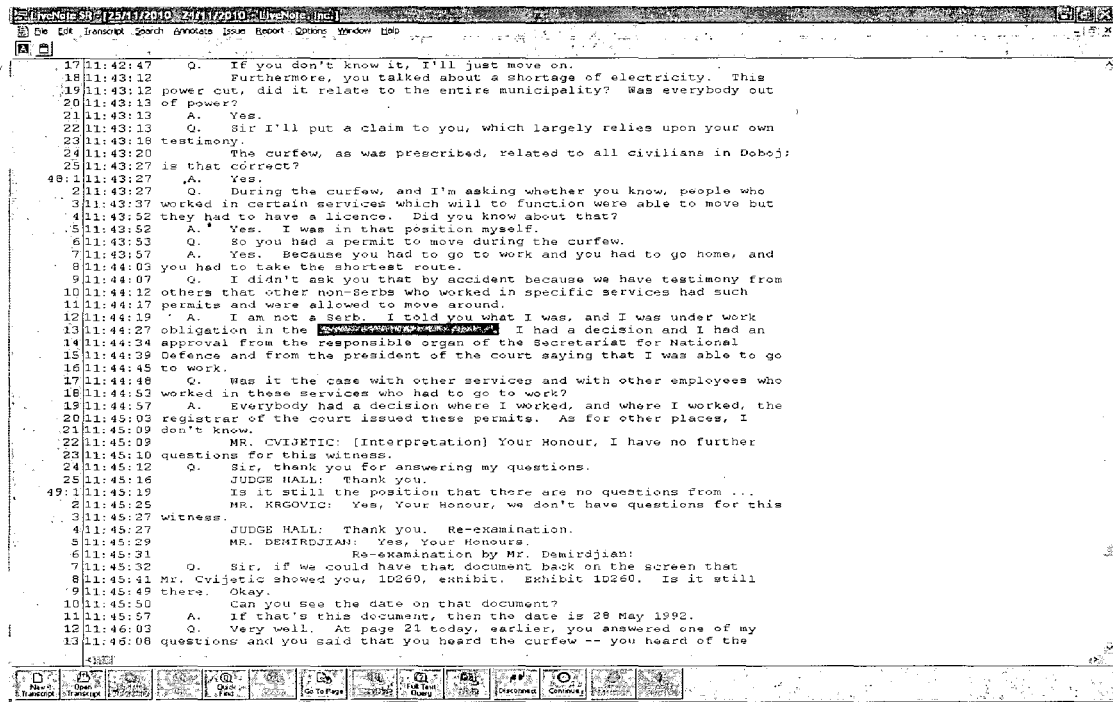 LiveNote SR - [25/11/2010 - 24/11/2010 - LiveNote, Inc.]
File Edit Transcript Search Annotate Issue Report Options Window Help
17 11:42:47 Q. If you don't know it, I'll just move on.
18 11:43:12 Furthermore, you talked about a shortage of electricity. This
19 11:43:12 power cut, did it relate to the entire municipality? Was everybody out
20 11:43:13 of power?
21 11:43:13 A. Yes.
22 11:43:13 Q. Sir I'll put a claim to you, which largely relies upon your own
23 11:43:18 testimony.
24 11:43:20 The curfew, as was prescribed, related to all civilians in Doboj;
25 11:43:27 is that correct?
48:1 11:43:27 A. Yes.
2 11:43:27 Q. During the curfew, and I'm asking whether you know, people who
3 11:43:37 worked in certain services which will to function were able to move but
4 11:43:52 they had to have a licence. Did you know about that?
5 11:43:52 A. Yes. I was in that position myself.
6 11:43:53 Q. So you had a permit to move during the curfew.
7 11:43:57 A. Yes. Because you had to go to work and you had to go home, and
8 11:44:03 you had to take the shortest route.
9 11:44:07 Q. I didn't ask you that by accident because we have testimony from
10 11:44:12 others that other non-Serbs who worked in specific services had such
11 11:44:17 permits and were allowed to move around.
12 11:44:19 A. I am not a Serb. I told you what I was, and I was under work
13 11:44:27 obligation in the I had a decision and I had an
14 11:44:34 approval from the responsible organ of the Secretariat for National
15 11:44:39 Defence and from the president of the court saying that I was able to go
16 11:44:45 to work.
17 11:44:48 Q. Was it the case with other services and with other employees who
18 11:44:53 worked in these services who had to go to work?
19 11:44:57 A. Everybody had a decision where I worked, and where I worked, the
20 11:45:03 registrar of the court issued these permits. As for other places, I
21 11:45:09 don't know.
22 11:45:09 MR. CVIJETIC: [Interpretation] Your Honour, I have no further
23 11:45:10 questions for this witness.
24 11:45:12 Q. Sir, thank you for answering my questions.
25 11:45:16 JUDGE HALL: Thank you.
49:1 11:45:19 Is it still the position that there are no questions from ...
2 11:45:25 MR. KRGOVIC: Yes, Your Honour, we don't have questions for this
3 11:45:27 witness.
4 11:45:27 JUDGE HALL: Thank you. Re-examination.
5 11:45:29 MR. DEMIRDJIAN: Yes, Your Honours.
6 11:45:31 Re-examination by Mr. Demirdjian:
7 11:45:32 Q. Sir, if we could have that document back on the screen that
8 11:45:41 Mr. Cvijetic showed you, 1D260, exhibit. Exhibit 1D260. Is it still
9 11:45:49 there. Okay.
10 11:45:50 Can you see the date on that document?
11 11:45:57 A. If that's this document, then the date is 28 May 1992.
12 11:46:03 Q. Very well. At page 21 today, earlier, you answered one of my
13 11:46:08 questions and you said that you heard the curfew -- you heard of the
New Transcript Open Transcript Quick Find Go To Page Full Text Query Disconnect Continue